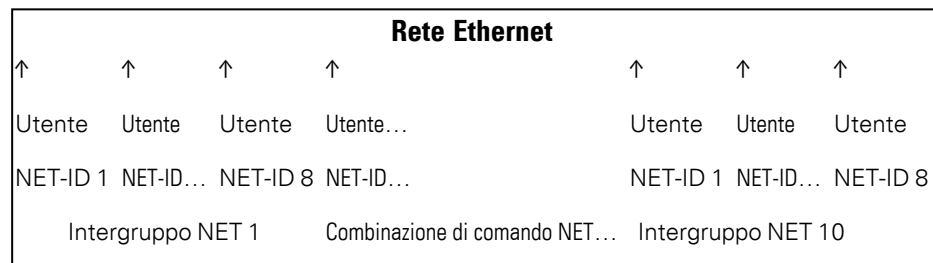 Rete Ethernet
↑ ↑ ↑ ↑ ↑ ↑ ↑
Utente Utente Utente Utente… Utente Utente Utente
NET-ID 1 NET-ID… NET-ID 8 NET-ID… NET-ID 1 NET-ID… NET-ID 8
Intergruppo NET 1 Combinazione di comando NET… Intergruppo NET 10